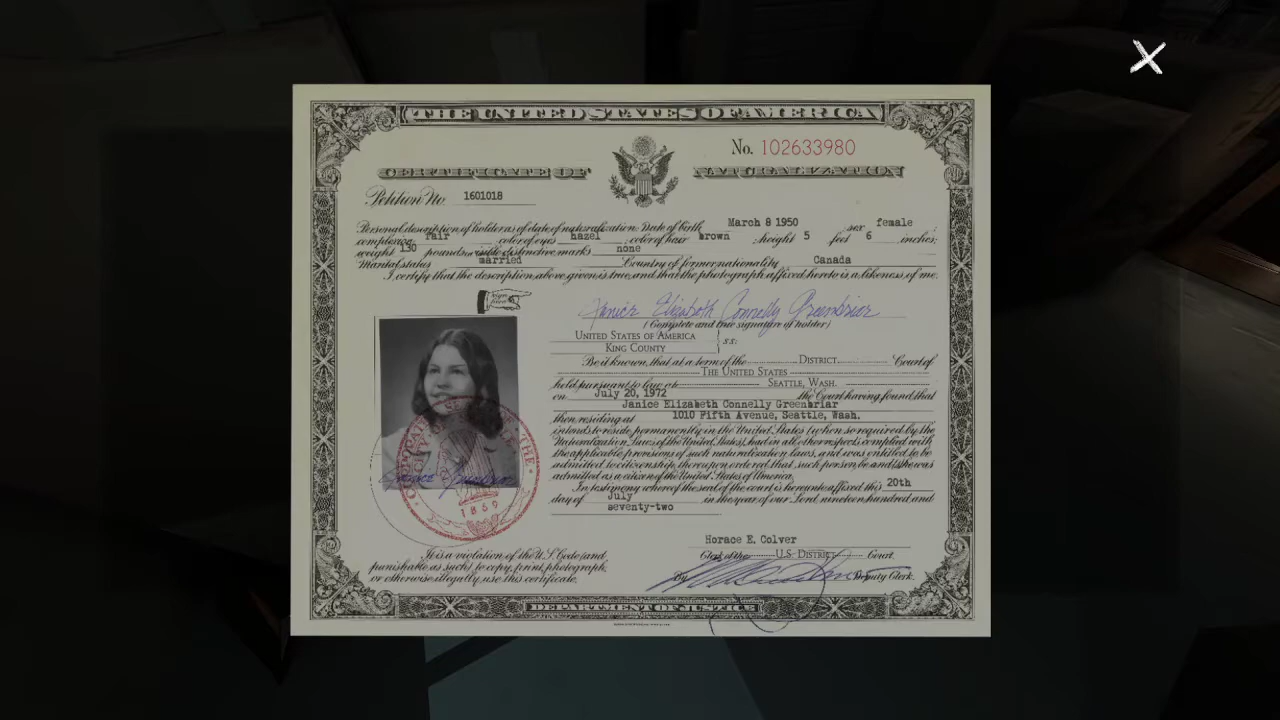 THE UNITED STATES OF AMERICA
No. 102633980
CERTIFICATE OF NATURALIZATION
Petition No 1601018
Personal description of holder as of date of naturalization: Date of birth March 8 1950 sex female
complexion fair color of eyes hazel color of hair brown height 5 feet 6 inches;
weight 130 pounds, visible distinctive marks none
Marital status married Country of former nationality Canada
I certify that the description above given is true, and that the photograph affixed hereto is a likeness of me.
Janice Elizabeth Connelly Greenbriar
(Complete and true signature of holder)
UNITED STATES OF AMERICA
KING COUNTY
ss:
Be it known, that at a term of the DISTRICT Court of
THE UNITED STATES
held pursuant to law at SEATTLE, WASH.
on July 20, 1972 the Court having found that
Janice Elizabeth Connelly Greenbriar
then residing at 1010 Fifth Avenue, Seattle, Wash.
intends to reside permanently in the United States (when so required by the
Naturalization Laws of the United States), had in all other respects complied with
the applicable provisions of such naturalization laws, and was entitled to be
admitted to citizenship, thereupon ordered that such person be and (s)he was
admitted as a citizen of the United States of America.
In testimony whereof the seal of the court is hereunto affixed this 20th
day of July in the year of our Lord nineteen hundred and
seventy-two
1869
Horace E. Colver
Clerk of the U.S. DISTRICT Court.
By Deputy Clerk.
It is a violation of the U.S. Code (and
punishable as such) to copy, print, photograph,
or otherwise illegally use this certificate.
DEPARTMENT OF JUSTICE